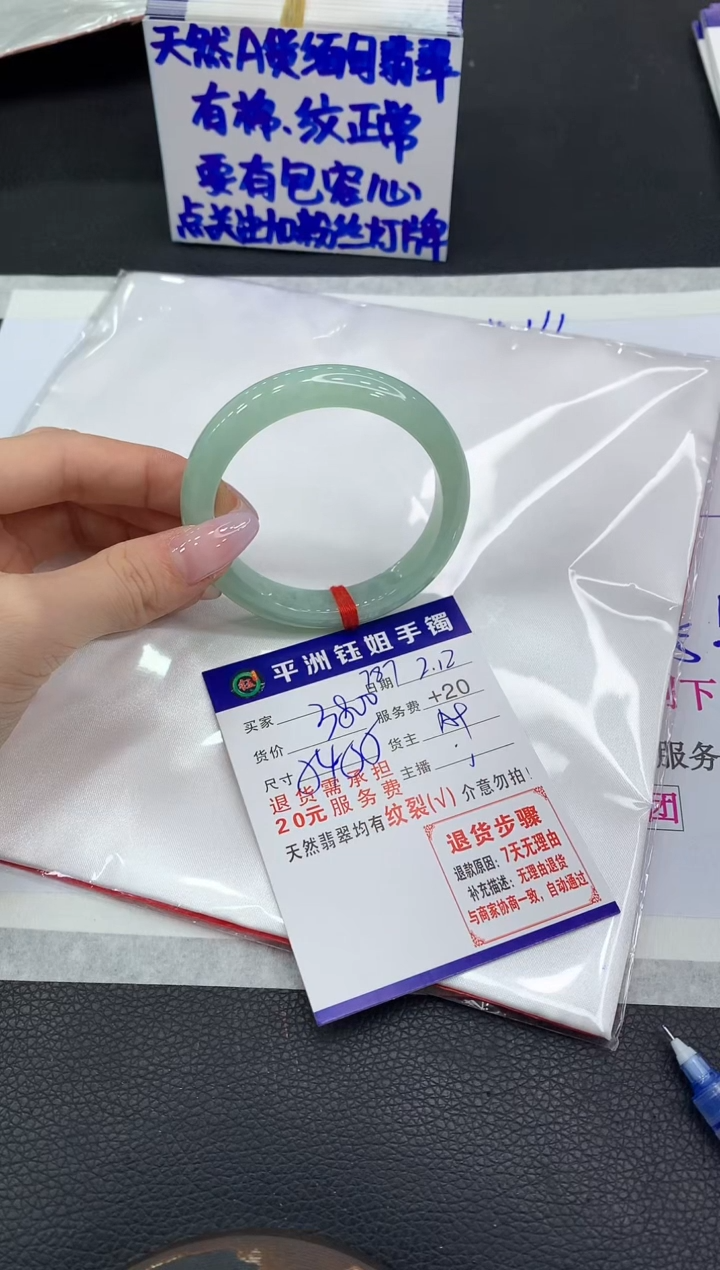 天然A货缅甸翡翠
有棉、纹正常
要有包容心
点关注加粉丝灯牌
平洲钰姐手镯
买家 日期 2.12
货价 3800 服务费 +20
尺寸 货主
主播
退货需承担
20元服务费
天然翡翠均有纹裂(√) 介意勿拍!
退货步骤
退款原因: 7天无理由
补充描述: 无理由退货
与商家协商一致, 自动通过
下
服务
团